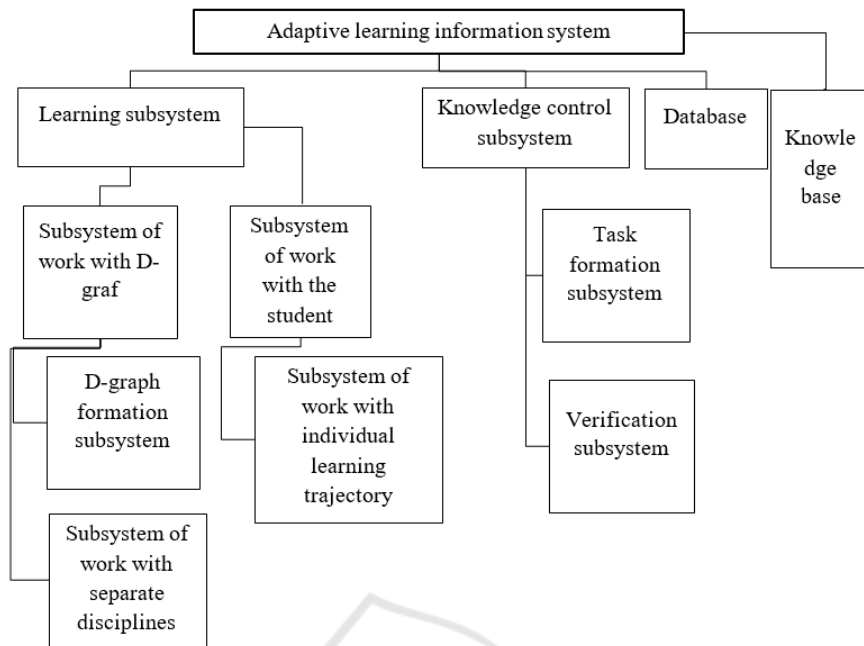 Adaptive learning information system
Learning subsystem
Knowledge control
subsystem
Database
Knowle
dge
base
Subsystem of
work with D-
graf
Subsystem
of work
with the
student
Task
formation
subsystem
D-graph
formation
subsystem
Subsystem of
work with
individual
learning
trajectory
Verification
subsystem
Subsystem of
work with
separate
disciplines